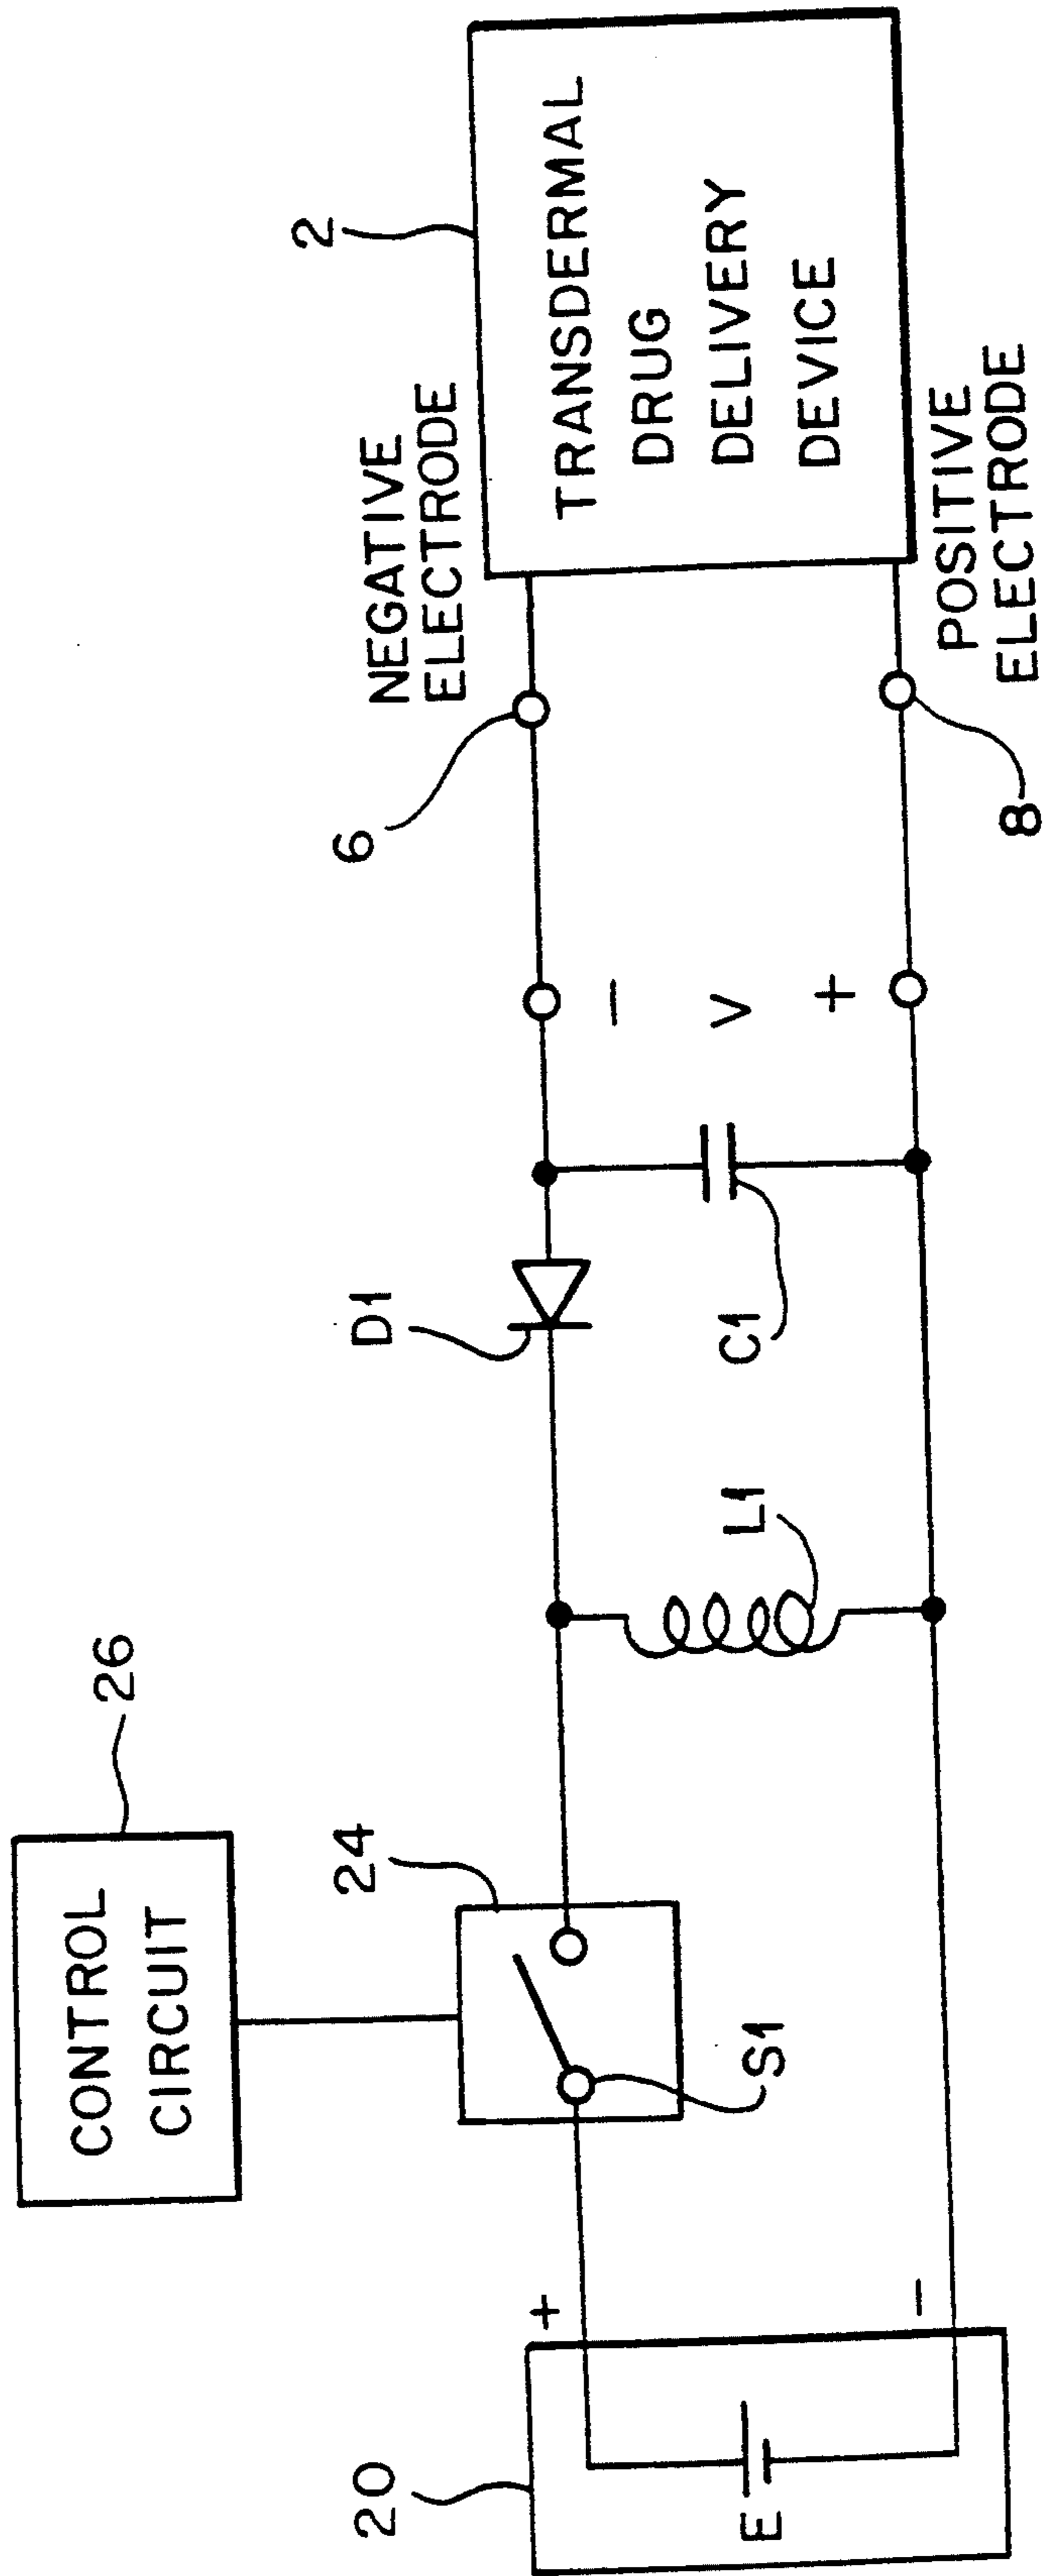 CONTROL
CIRCUIT
26
24
S1
20
E
+
−
L1
D1
C1
−
V
+
6
8
NEGATIVE
ELECTRODE
POSITIVE
ELECTRODE
2
TRANSDERMAL
DRUG
DELIVERY
DEVICE